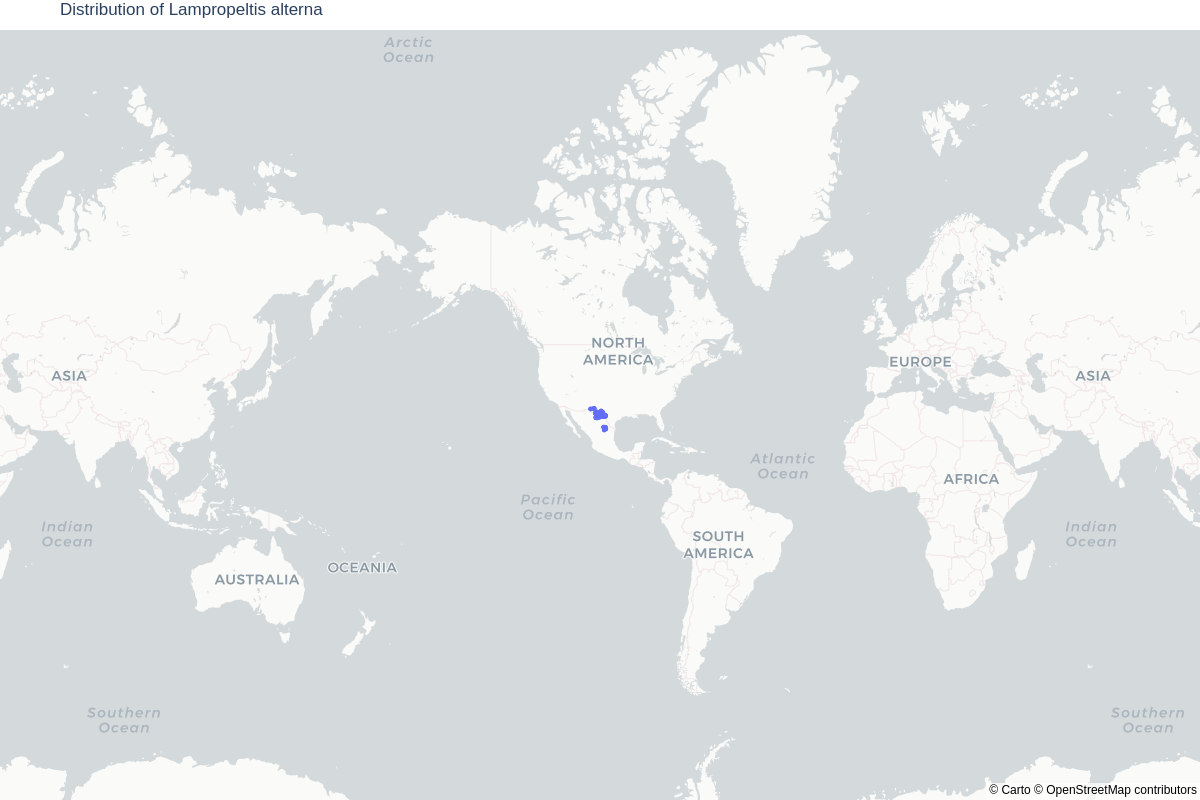 Distribution of Lampropeltis alterna
Arctic
Ocean
NORTH
AMERICA
EUROPE
ASIA
ASIA
Atlantic
Ocean
AFRICA
Pacific
Ocean
Indian
Ocean
Indian
Ocean
SOUTH
AMERICA
OCEANIA
AUSTRALIA
Southern
Ocean
Southern
Ocean
© Carto © OpenStreetMap contributors